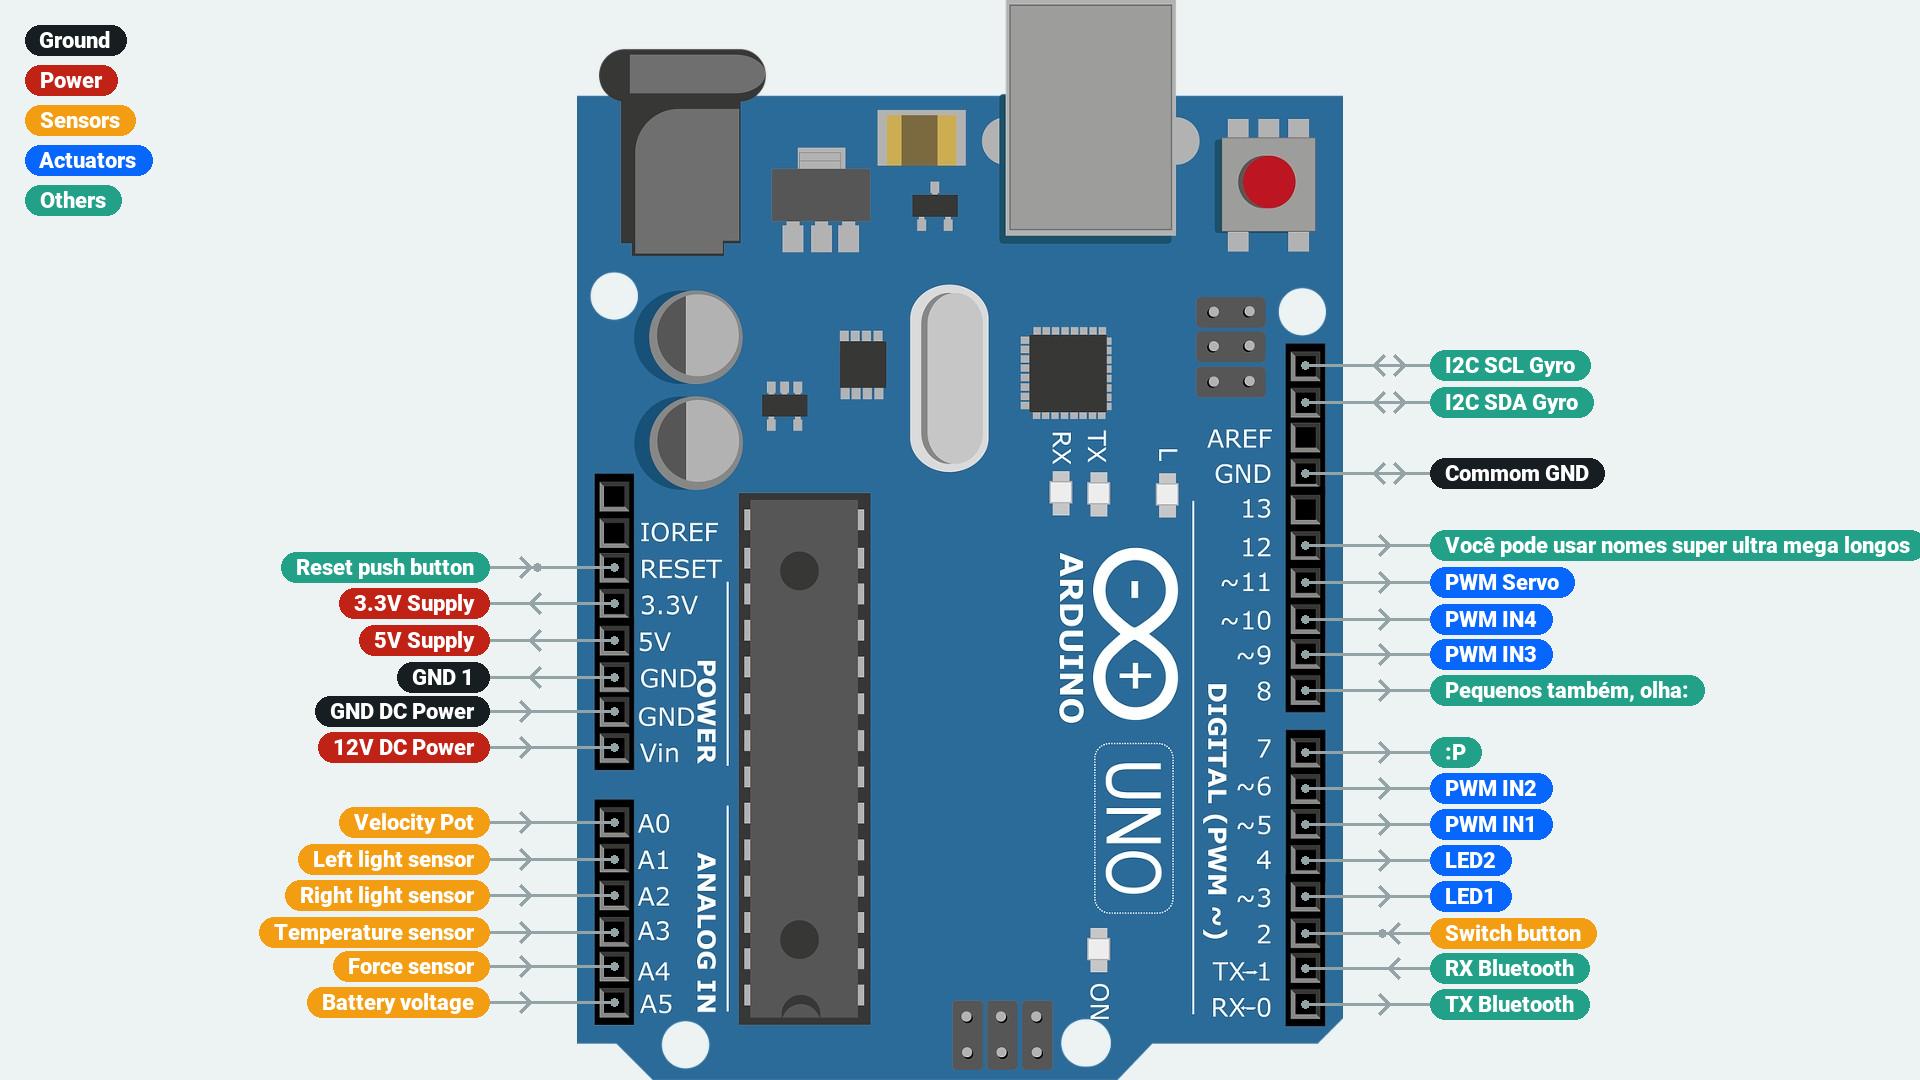 Ground
Power
Sensors
Actuators
Others
Reset push button
3.3V Supply
5V Supply
GND 1
GND DC Power
12V DC Power
Velocity Pot
Left light sensor
Right light sensor
Temperature sensor
Force sensor
Battery voltage
IOREF
RESET
3.3V
5V
GND
GND
Vin
POWER
A0
A1
A2
A3
A4
A5
ANALOG IN
RX
TX
L
ARDUINO
UNO
ON
DIGITAL (PWM ~)
AREF
GND
13
12
~11
~10
~9
8
7
~6
~5
4
~3
2
TX→1
RX←0
I2C SCL Gyro
I2C SDA Gyro
Commom GND
Você pode usar nomes super ultra mega longos
PWM Servo
PWM IN4
PWM IN3
Pequenos também, olha:
:P
PWM IN2
PWM IN1
LED2
LED1
Switch button
RX Bluetooth
TX Bluetooth